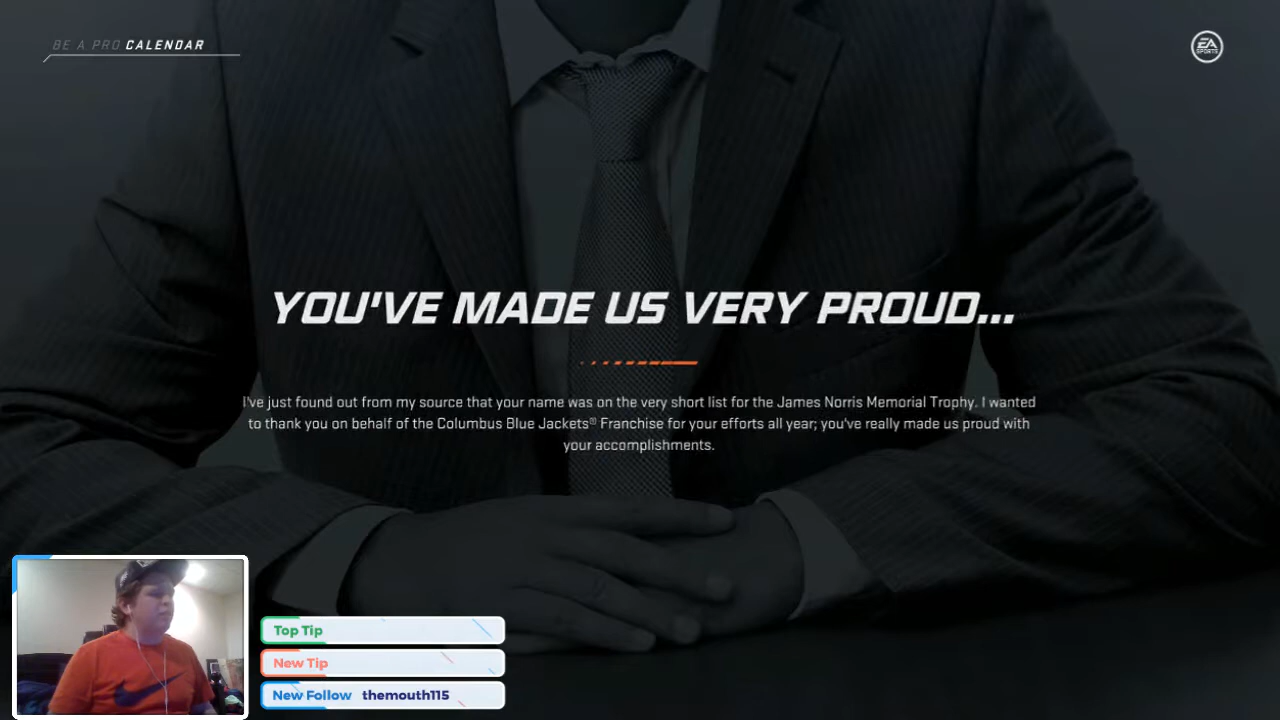 BE A PRO CALENDAR
EA
SPORTS
YOU'VE MADE US VERY PROUD...
I've just found out from my source that your name was on the very short list for the James Norris Memorial Trophy. I wanted
to thank you on behalf of the Columbus Blue Jackets® Franchise for your efforts all year; you've really made us proud with
your accomplishments.
Top Tip
New Tip
New Follow themouth115